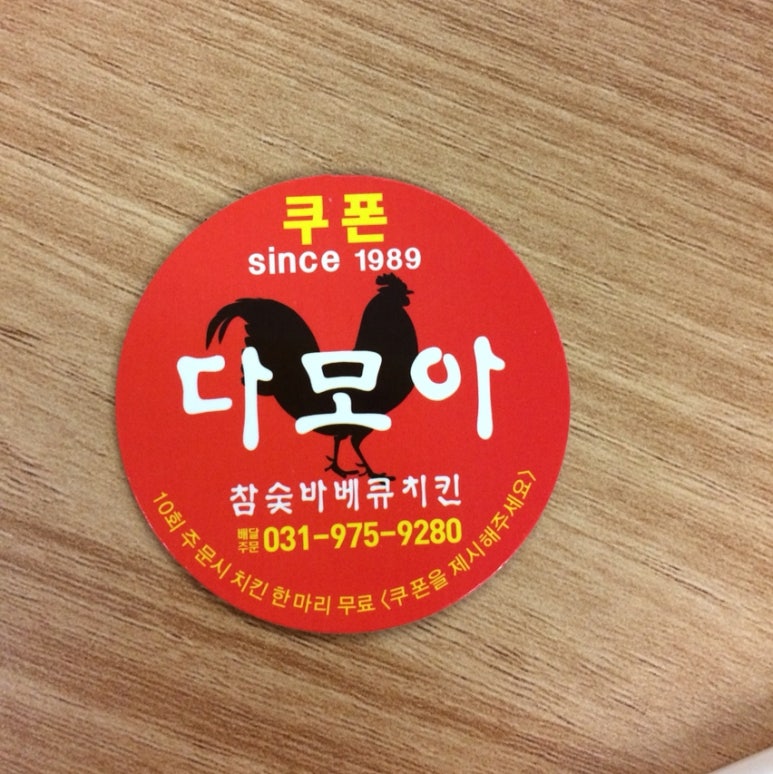 쿠폰
since 1989
다모아
참숯바베큐치킨
배달
주문 031-975-9280
10회 주문시 치킨 한마리 무료 <쿠폰을 제시해주세요>